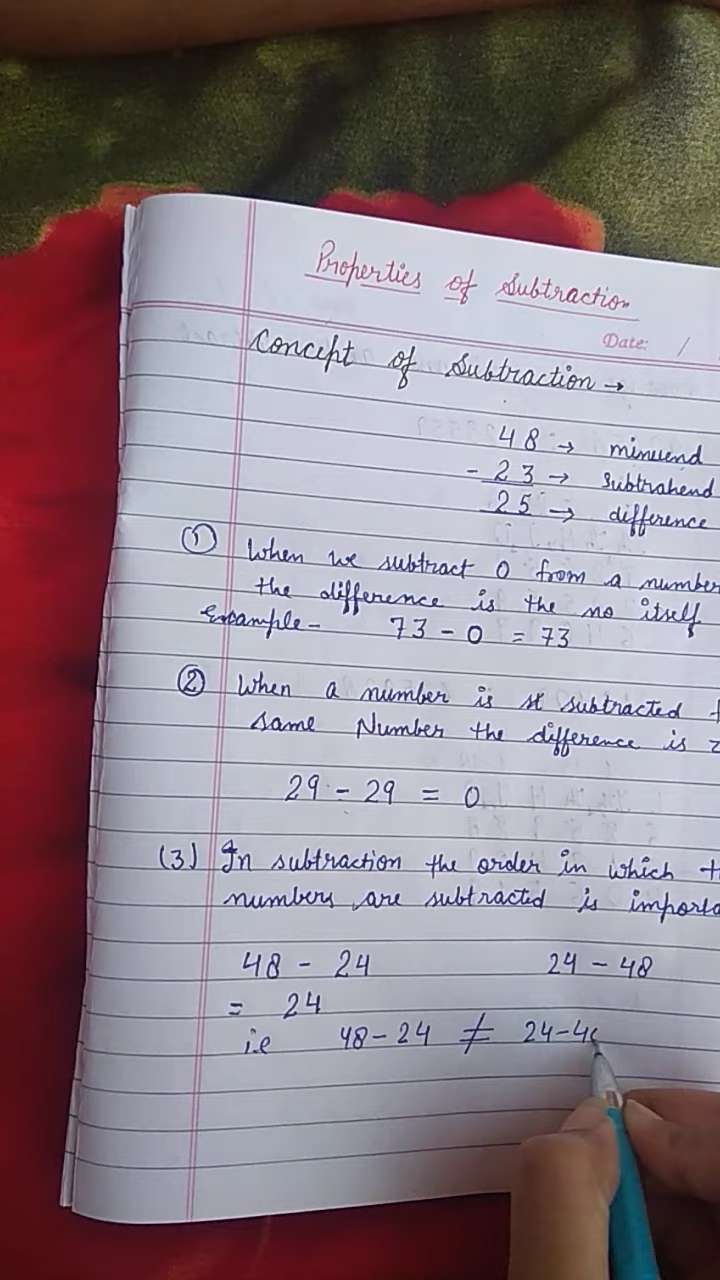 Properties of Subtraction
Date: /
Concept of Subtraction →
48 → minuend
- 23 → subtrahend
25 → difference
① When we subtract 0 from a number
the difference is the no itself
Example - 73 - 0 = 73
② When a number is st subtracted
same Number the difference is
29 - 29 = 0
(3) In subtraction the order in which
numbers are subtracted is
48 - 24 24 - 48
= 24
i.e 48 - 24 ≠ 24 - 4